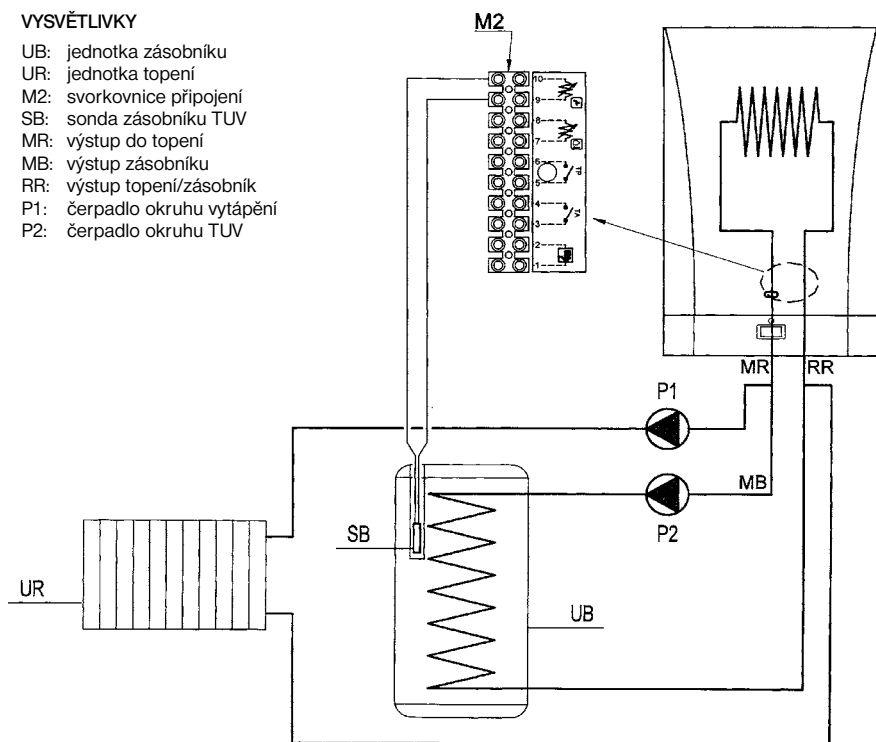 VYSVĚTLIVKY
UB: jednotka zásobníku
UR: jednotka topení
M2: svorkovnice připojení
SB: sonda zásobníku TUV
MR: výstup do topení
MB: výstup zásobníku
RR: výstup topení/zásobník
P1: čerpadlo okruhu vytápění
P2: čerpadlo okruhu TUV
M2
10
9
8
7
6
5
TP
4
3
TA
2
1
MR
RR
P1
MB
P2
SB
UR
UB